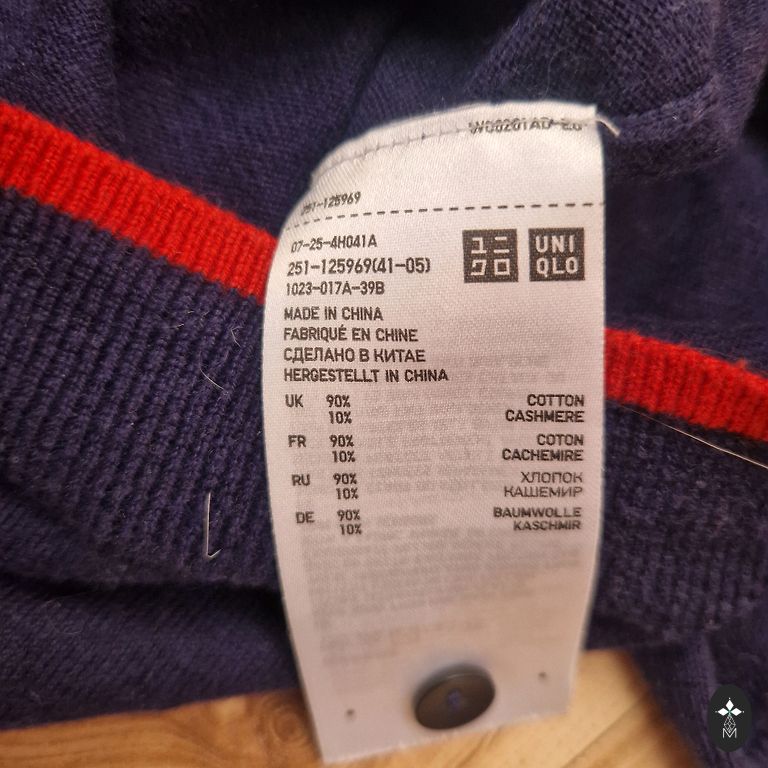 251-125969
07-25-4H041A
251-125969(41-05)
1023-017A-39B
ユニ
クロ
UNI
QLO
MADE IN CHINA
FABRIQUÉ EN CHINE
СДЕЛАНО В КИТАЕ
HERGESTELLT IN CHINA
UK 90% COTTON
10% CASHMERE
FR 90% COTON
10% CACHEMIRE
RU 90% ХЛОПОК
10% КАШЕМИР
DE 90% BAUMWOLLE
10% KASCHMIR
M